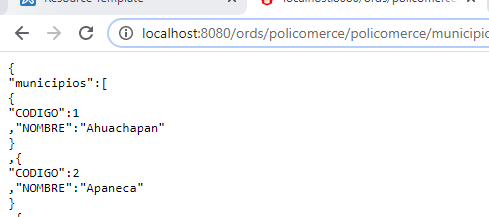 Resource Template
localhost:8080/ords/policomerce
localhost:8080/ords/policomerce/policomerce/municipio
{
"municipios":[
{
"CODIGO":1
,"NOMBRE":"Ahuachapan"
}
,{
"CODIGO":2
,"NOMBRE":"Apaneca"
}